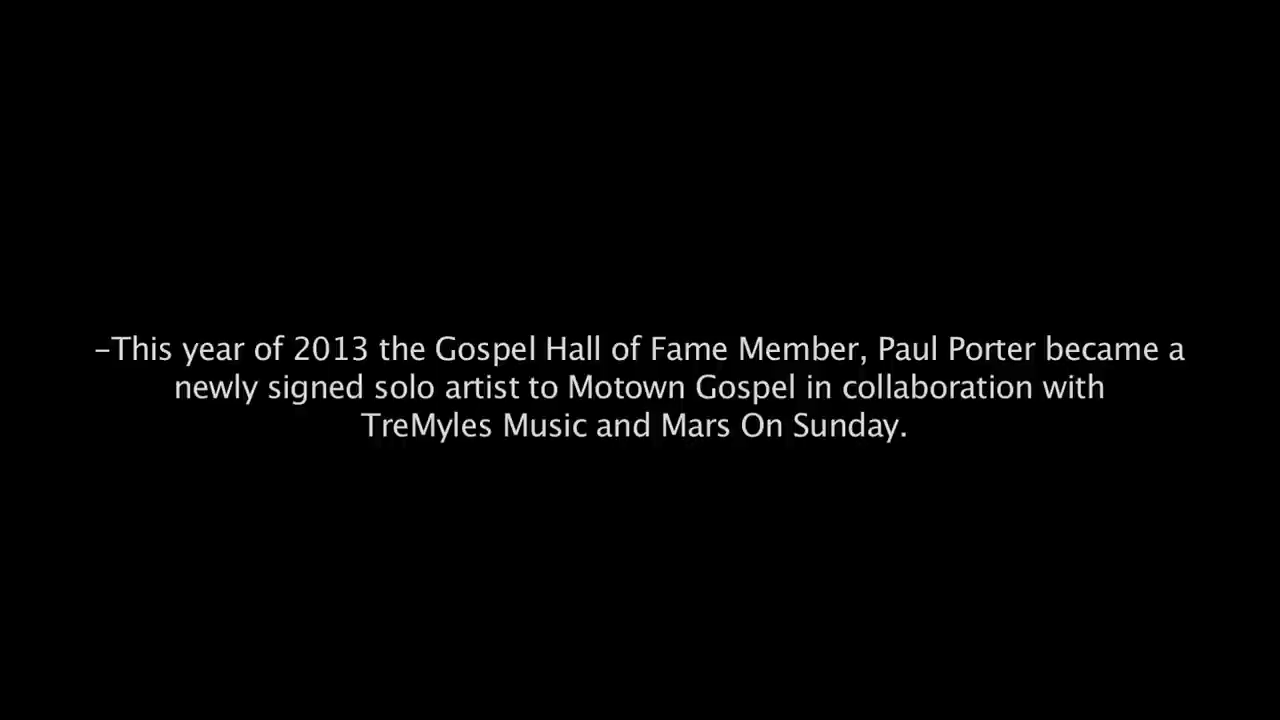 –This year of 2013 the Gospel Hall of Fame Member, Paul Porter became a
newly signed solo artist to Motown Gospel in collaboration with
TreMyles Music and Mars On Sunday.